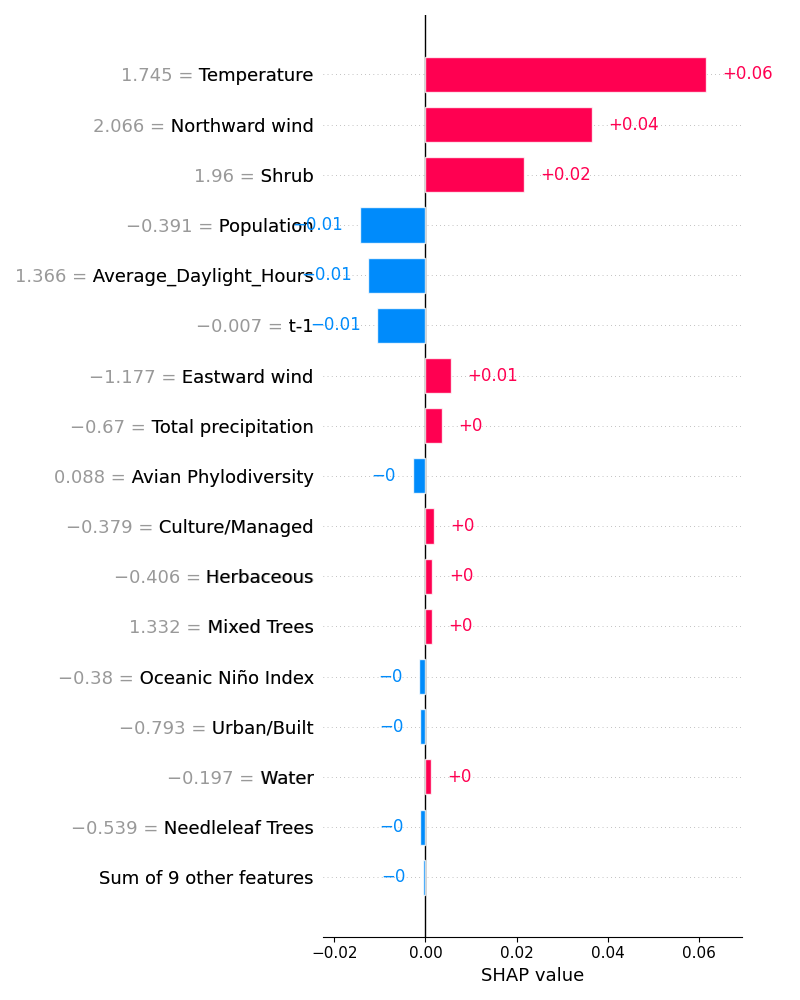 1.745 = Temperature +0.06
2.066 = Northward wind +0.04
1.96 = Shrub +0.02
−0.391 = Population −0.01
1.366 = Average_Daylight_Hours −0.01
−0.007 = t-1 −0.01
−1.177 = Eastward wind +0.01
−0.67 = Total precipitation +0
0.088 = Avian Phylodiversity −0
−0.379 = Culture/Managed +0
−0.406 = Herbaceous +0
1.332 = Mixed Trees +0
−0.38 = Oceanic Niño Index −0
−0.793 = Urban/Built −0
−0.197 = Water +0
−0.539 = Needleleaf Trees −0
Sum of 9 other features −0
−0.02 0.00 0.02 0.04 0.06
SHAP value